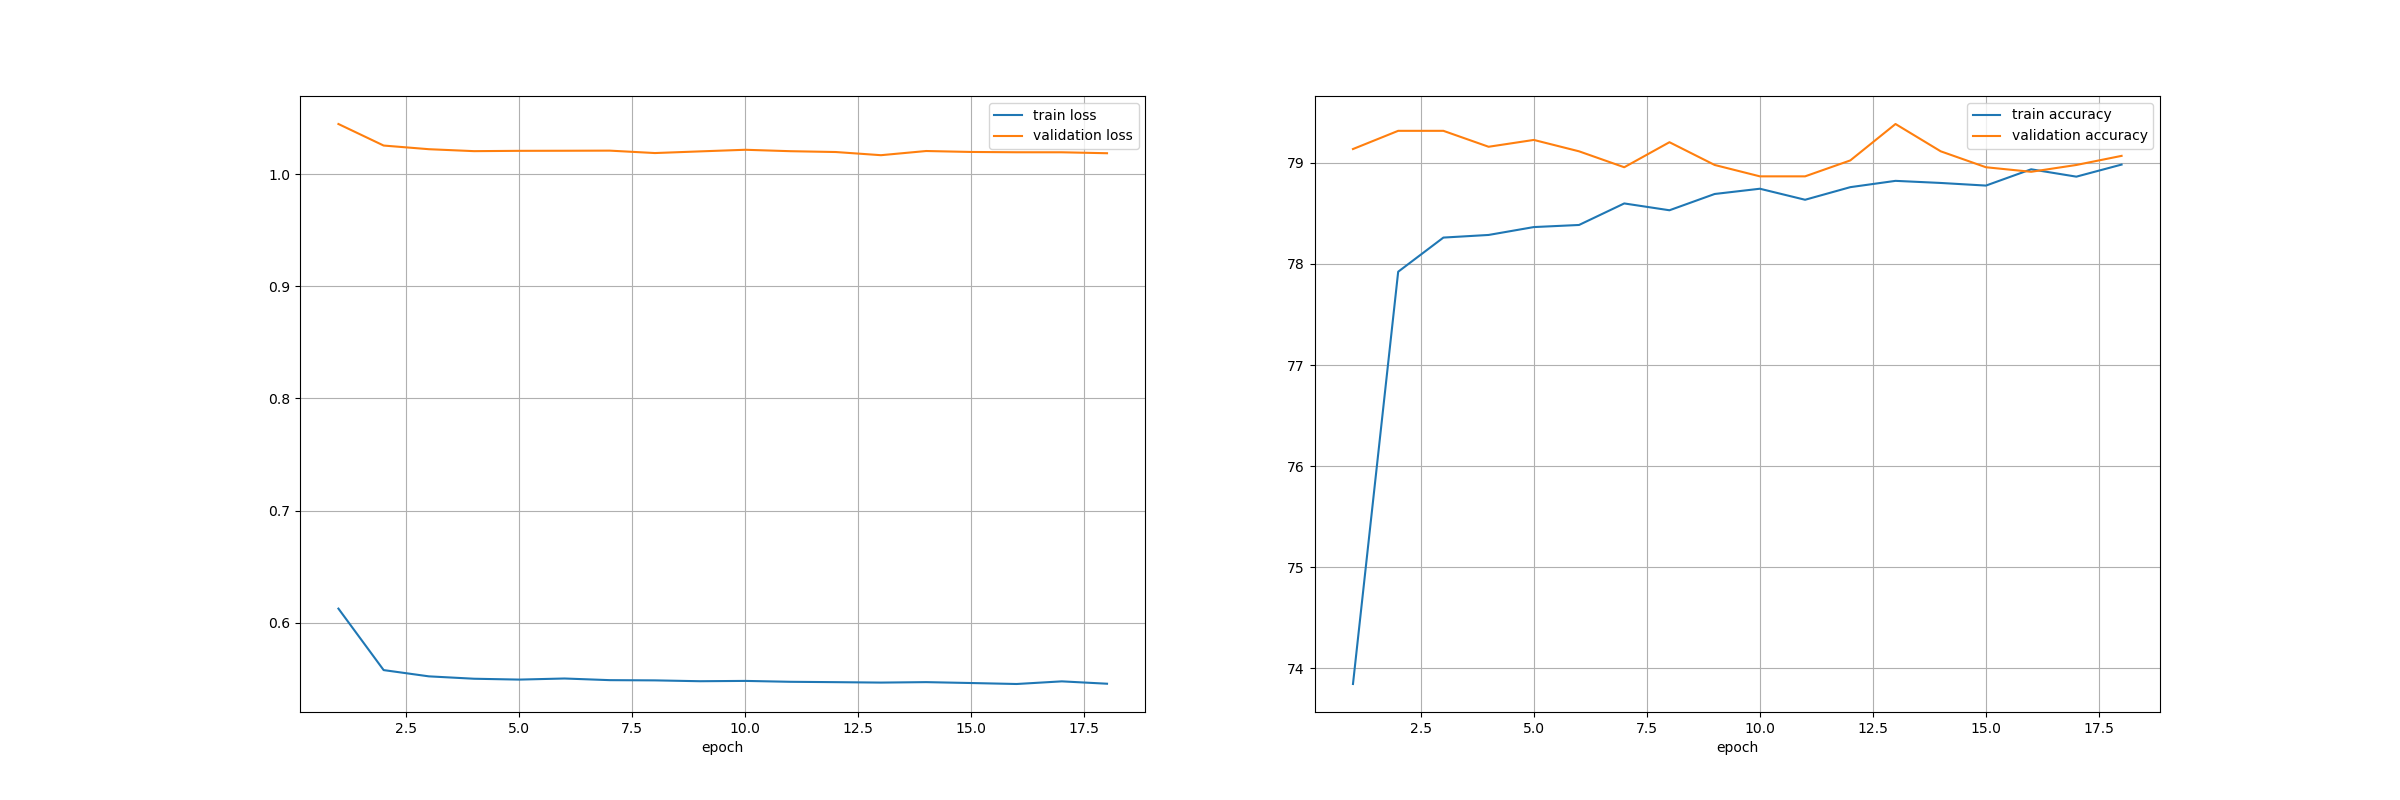 train loss
validation loss
1.0
0.9
0.8
0.7
0.6
2.5 5.0 7.5 10.0 12.5 15.0 17.5
epoch
train accuracy
validation accuracy
79
78
77
76
75
74
2.5 5.0 7.5 10.0 12.5 15.0 17.5
epoch